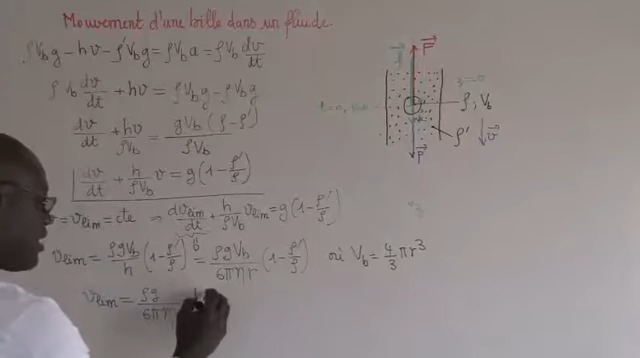 Mouvement d'une bille dans un fluide.
ρV_b g - hv - ρ'V_b g = ρV_b a = ρV_b dv/dt
ρV_b dv/dt + hv = ρV_b g - ρ'V_b g
dv/dt + hv/ρV_b = gV_b(ρ-ρ')/ρV_b
dv/dt + h/ρV_b v = g(1-ρ'/ρ)
v = v_lim = cte ⇒ dv_lim/dt + h/ρV_b v_lim = g(1-ρ'/ρ)
0
v_lim = ρgV_b/h (1-ρ'/ρ) = ρgV_b/6πηr (1-ρ'/ρ) où V_b = 4/3 πr³
v_lim = ρg/6πη
f
F
z=0
ρ, V_b
ρ'
v
P